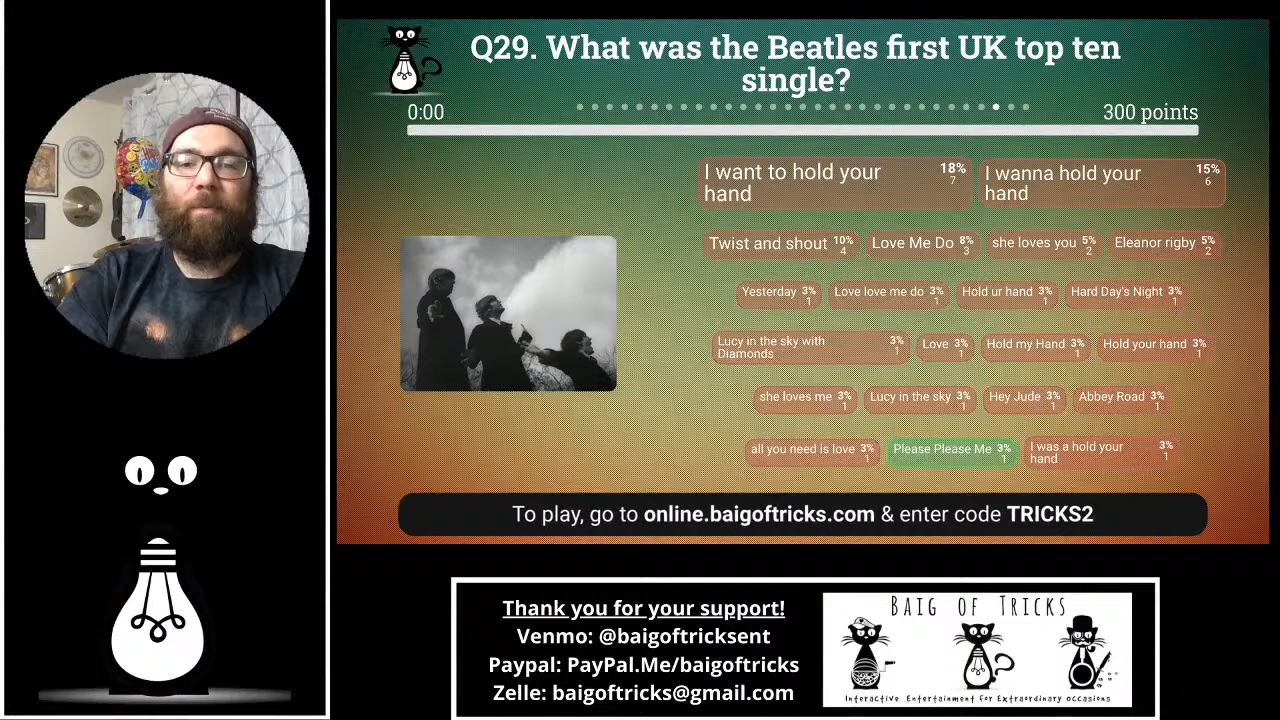 Q29. What was the Beatles first UK top ten
single?
0:00
300 points
I want to hold your
hand
18%
7
I wanna hold your
hand
15%
6
Twist and shout 10%
4
Love Me Do 8%
3
she loves you 5%
2
Eleanor rigby 5%
2
Yesterday 3%
1
Love love me do 3%
1
Hold ur hand 3%
1
Hard Day's Night 3%
1
Lucy in the sky with
Diamonds
3%
1
Love 3%
1
Hold my Hand 3%
1
Hold your hand 3%
1
she loves me 3%
1
Lucy in the sky 3%
1
Hey Jude 3%
1
Abbey Road 3%
1
all you need is love 3%
1
Please Please Me 3%
1
I was a hold your
hand
3%
1
To play, go to online.baigoftricks.com & enter code TRICKS2
Thank you for your support!
Venmo: @baigoftricksent
Paypal: PayPal.Me/baigoftricks
Zelle: baigoftricks@gmail.com
BAIG OF TRICKS
Interactive Entertainment for Extraordinary occasions